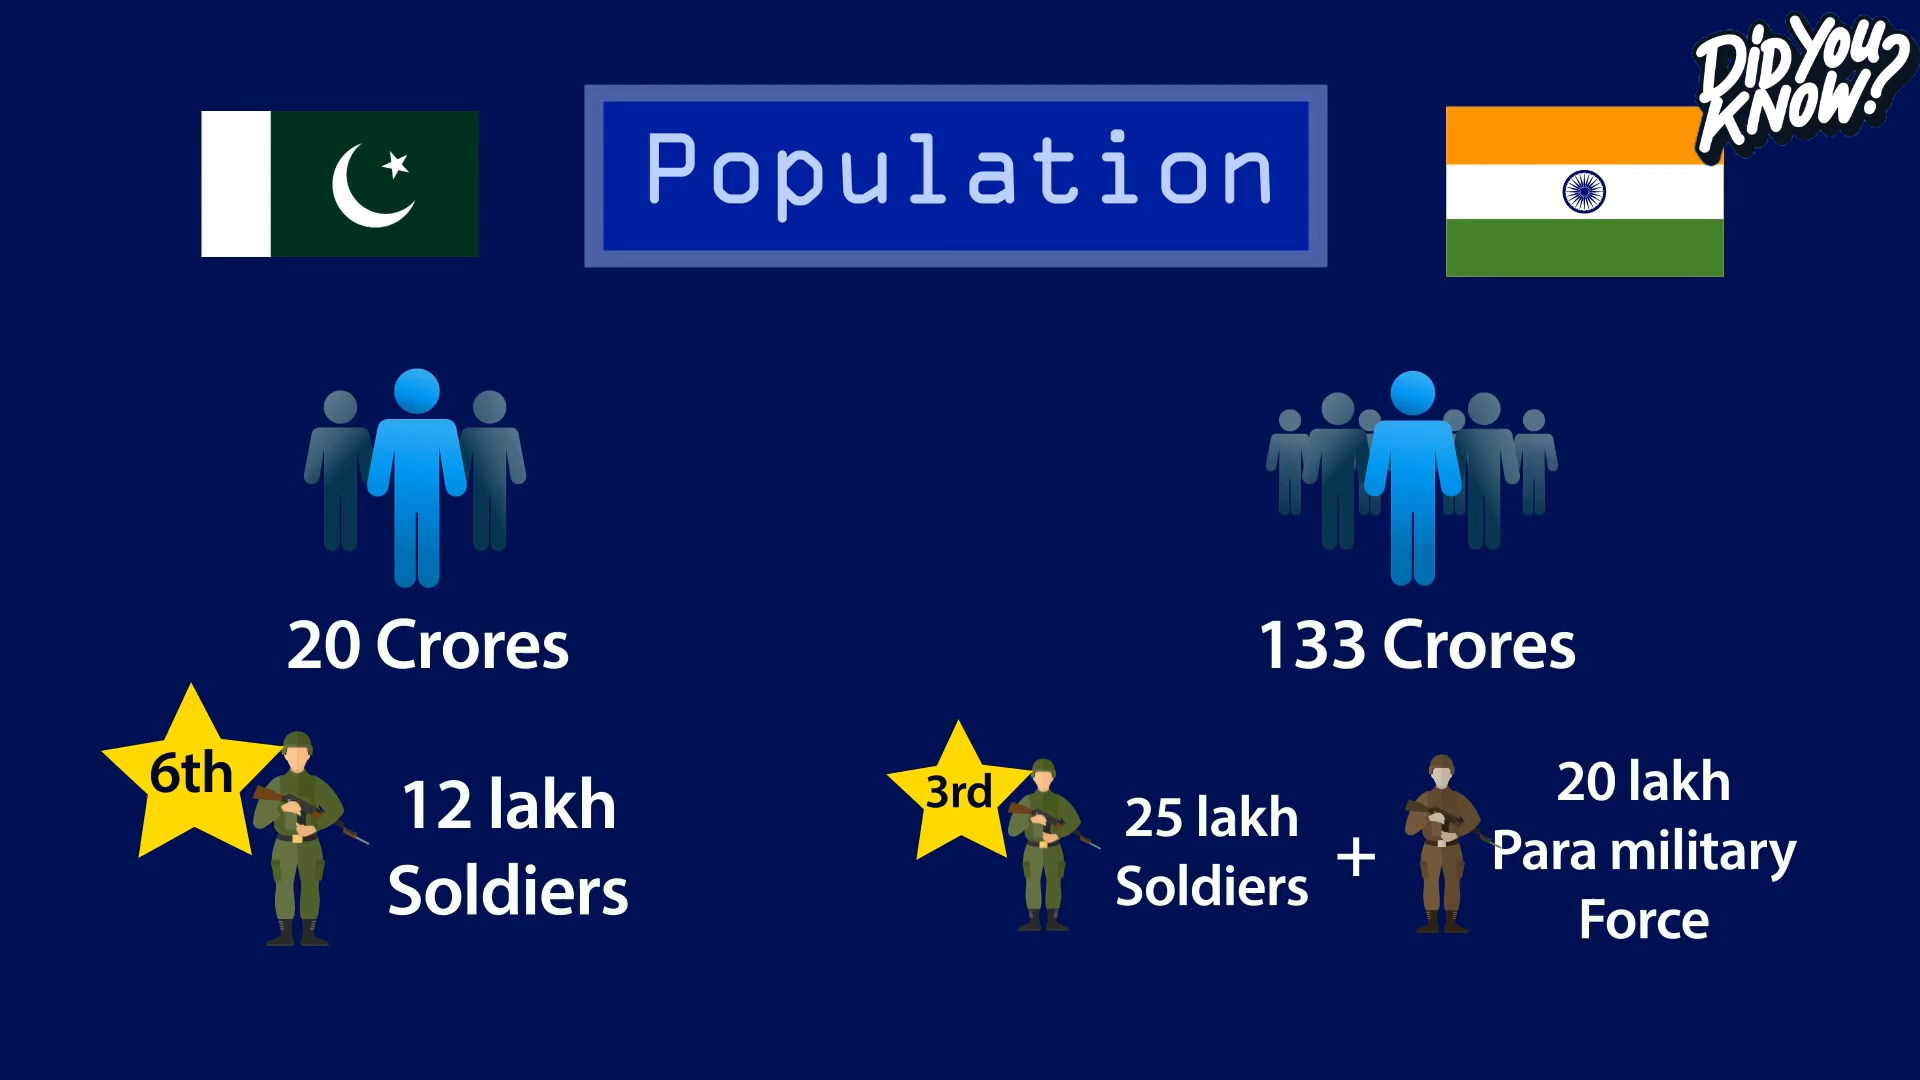 DiD YOU
KNOW!?
Population
20 Crores
133 Crores
6th
12 lakh
Soldiers
3rd
25 lakh
Soldiers
+
20 lakh
Para military
Force